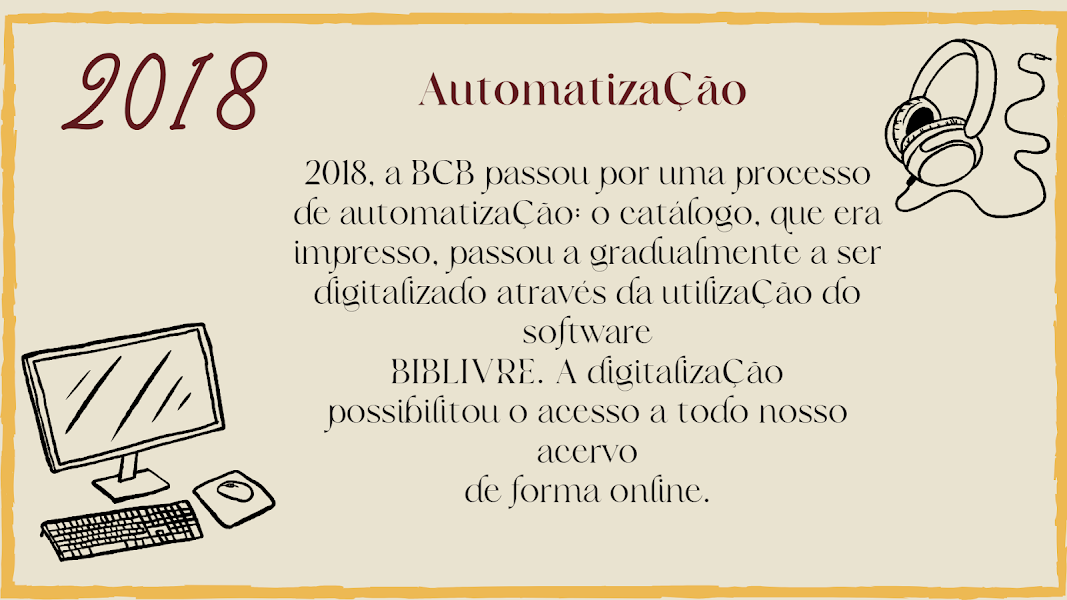 2018
AutomatizaÇão
2018, a BCB passou por uma processo
de automatizaÇão: o catálogo, que era
impresso, passou a gradualmente a ser
digitalizado através da utilizaÇão do
software
BIBLIVRE. A digitalizaÇão
possibilitou o acesso a todo nosso
acervo
de forma online.